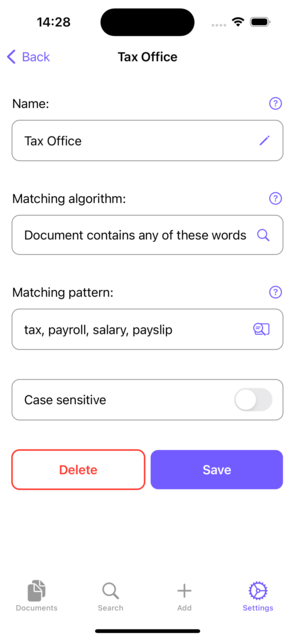 14:28
Back
Tax Office
Name:
Tax Office
Matching algorithm:
Document contains any of these words
Matching pattern:
tax, payroll, salary, payslip
Case sensitive
Delete
Save
Documents
Search
Add
Settings